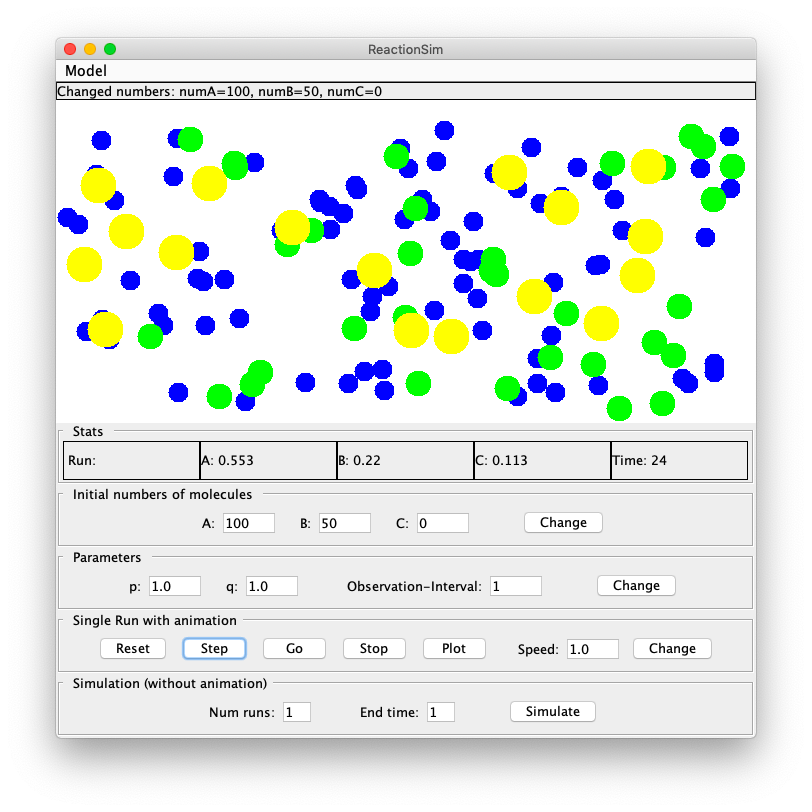 ReactionSim
Model
Changed numbers: numA=100, numB=50, numC=0
Stats
Run: A: 0.553 B: 0.22 C: 0.113 Time: 24
Initial numbers of molecules
A: 100 B: 50 C: 0 Change
Parameters
p: 1.0 q: 1.0 Observation-Interval: 1 Change
Single Run with animation
Reset Step Go Stop Plot Speed: 1.0 Change
Simulation (without animation)
Num runs: 1 End time: 1 Simulate